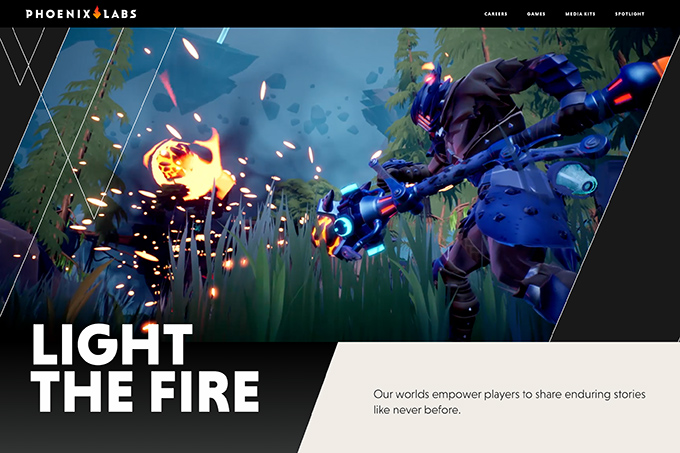 PHOENIX LABS
CAREERS GAMES MEDIA KITS SPOTLIGHT
LIGHT
THE FIRE
Our worlds empower players to share enduring stories
like never before.